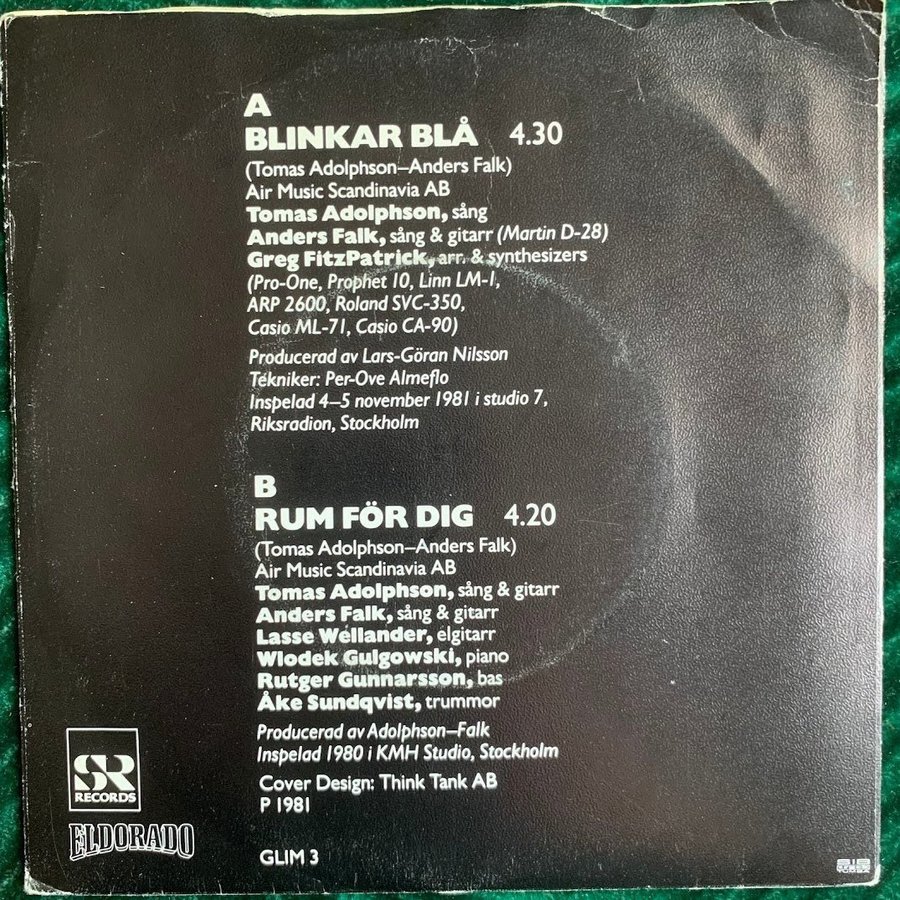 A
BLINKAR BLÅ 4.30
(Tomas Adolphson–Anders Falk)
Air Music Scandinavia AB
Tomas Adolphson, sång
Anders Falk, sång & gitarr (Martin D-28)
Greg FitzPatrick, arr. & synthesizers
(Pro-One, Prophet 10, Linn LM-1,
ARP 2600, Roland SVC-350,
Casio ML-71, Casio CA-90)
Producerad av Lars-Göran Nilsson
Tekniker: Per-Ove Almeflo
Inspelad 4–5 november 1981 i studio 7,
Riksradion, Stockholm
B
RUM FÖR DIG 4.20
(Tomas Adolphson–Anders Falk)
Air Music Scandinavia AB
Tomas Adolphson, sång & gitarr
Anders Falk, sång & gitarr
Lasse Wellander, elgitarr
Wlodek Gulgowski, piano
Rutger Gunnarsson, bas
Åke Sundqvist, trummor
Producerad av Adolphson–Falk
Inspelad 1980 i KMH Studio, Stockholm
Cover Design: Think Tank AB
P 1981
SR
RECORDS
ELDORADO
GLIM 3